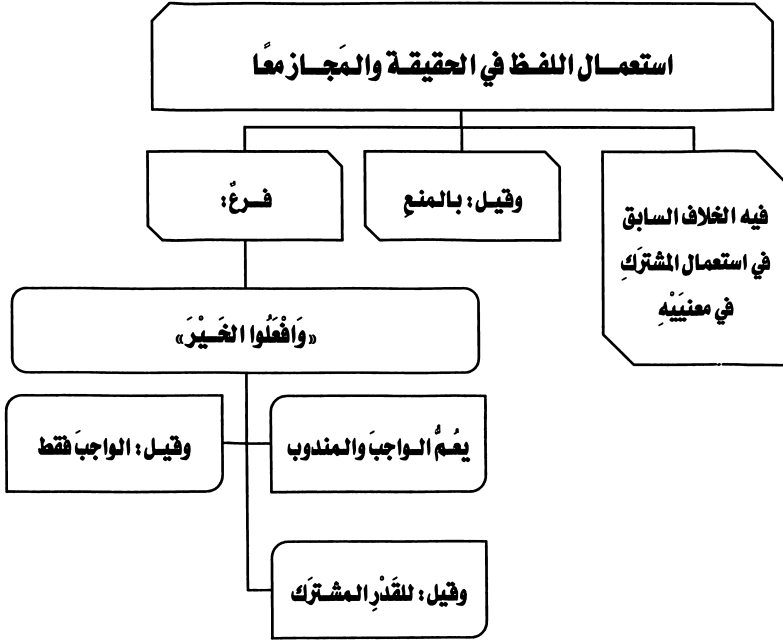 استعمال اللفظ في الحقيقة والمَجاز معًا
فيه الخلاف السابق
في استعمال المشترَكِ
في معنيَيْهِ
وقيل: بالمنعِ
فرعٌ:
«وَافْعَلُوا الخَيْرَ»
يعُمُّ الواجبَ والمندوب
وقيل: الواجبَ فقط
وقيل: للقَدْرِ المشترَك